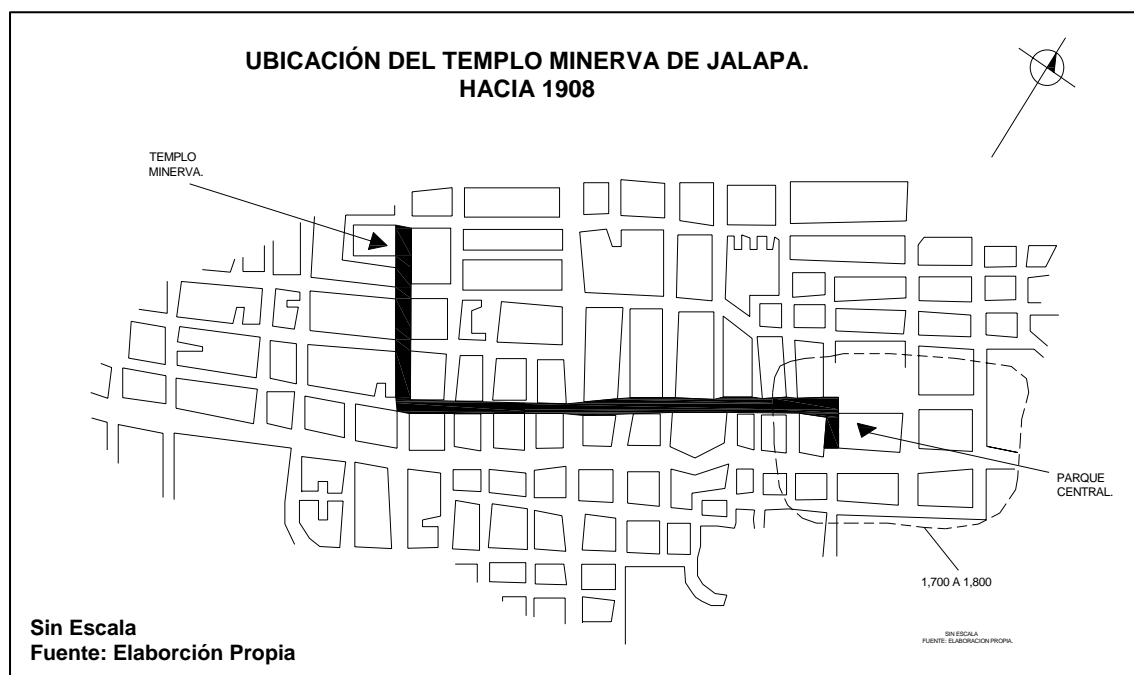 UBICACIÓN DEL TEMPLO MINERVA DE JALAPA.
HACIA 1908
TEMPLO
MINERVA.
PARQUE
CENTRAL.
1,700 A 1,800
Sin Escala
Fuente: Elaborción Propia
SIN ESCALA
FUENTE: ELABORACION PROPIA.